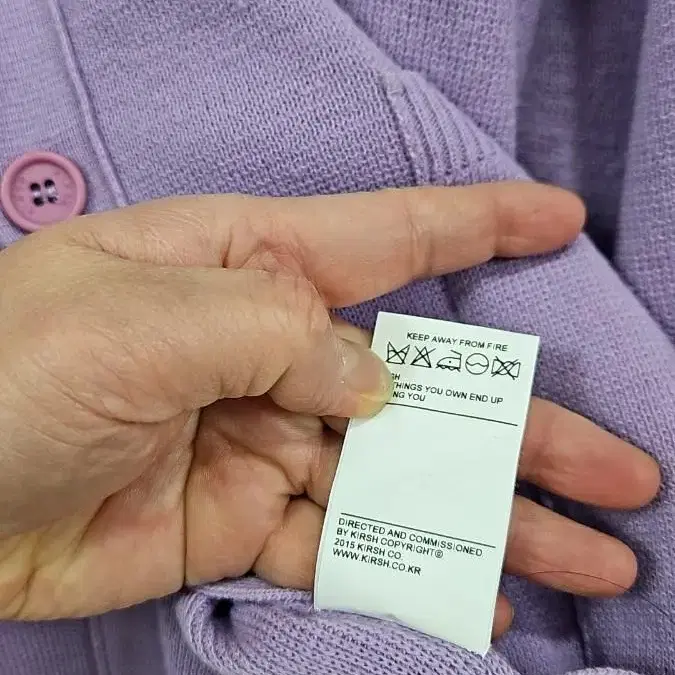 KEEP AWAY FROM FIRE
THINGS YOU OWN END UP
YOU
DIRECTED AND COMMISSIONED
BY KIRSH COPYRIGHT®
2015 KIRSH CO.
WWW.KIRSH.CO.KR